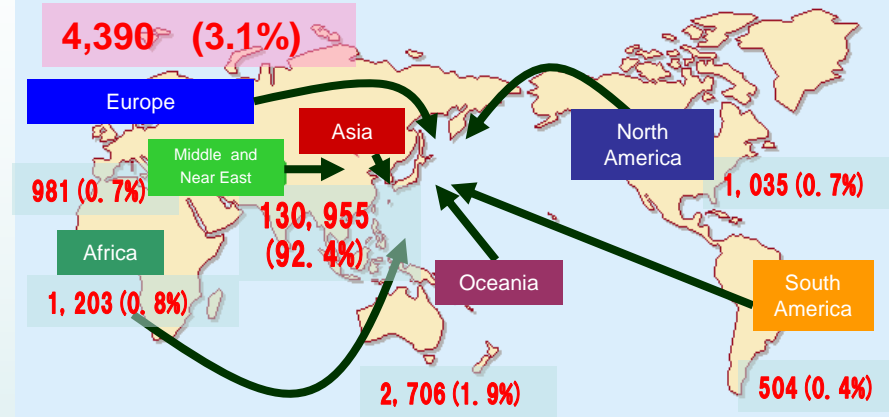 4,390 (3.1%)
Europe
Asia
North
America
Middle and
Near East
981 (0. 7%)
1, 035 (0. 7%)
130, 955
(92. 4%)
Africa
Oceania
South
America
1, 203 (0. 8%)
2, 706 (1. 9%)
504 (0. 4%)